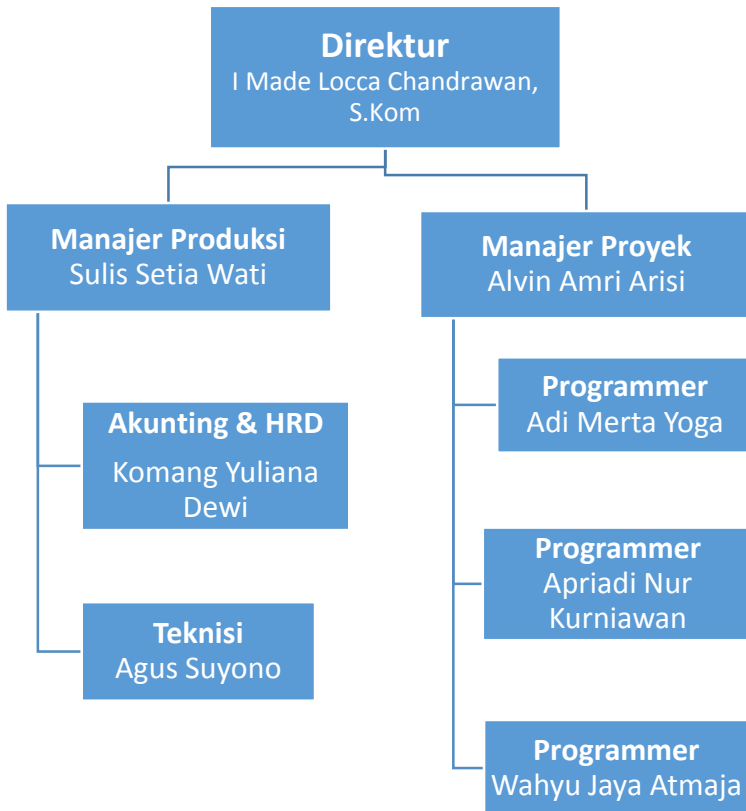 Direktur
I Made Locca Chandrawan,
S.Kom
Manajer Produksi
Sulis Setia Wati
Manajer Proyek
Alvin Amri Arisi
Akunting & HRD
Komang Yuliana
Dewi
Teknisi
Agus Suyono
Programmer
Adi Merta Yoga
Programmer
Apriadi Nur
Kurniawan
Programmer
Wahyu Jaya Atmaja